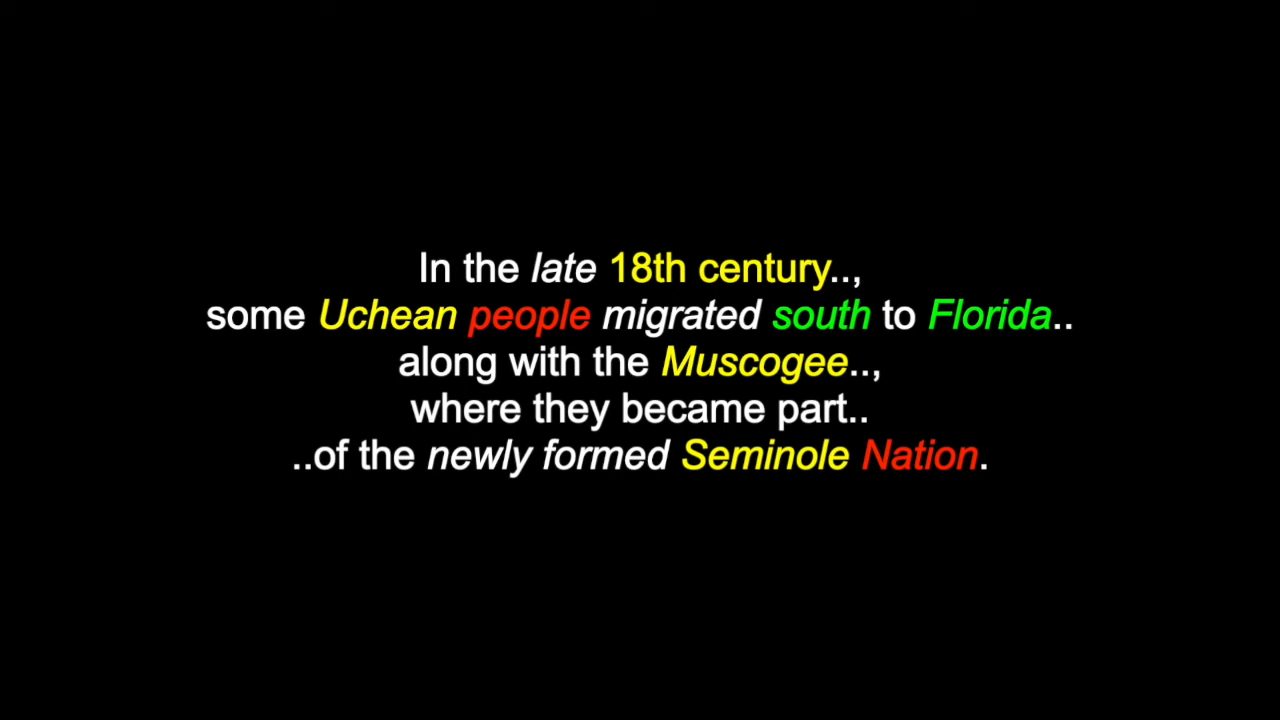 In the late 18th century..,
some Uchean people migrated south to Florida..
along with the Muscogee..,
where they became part..
..of the newly formed Seminole Nation.